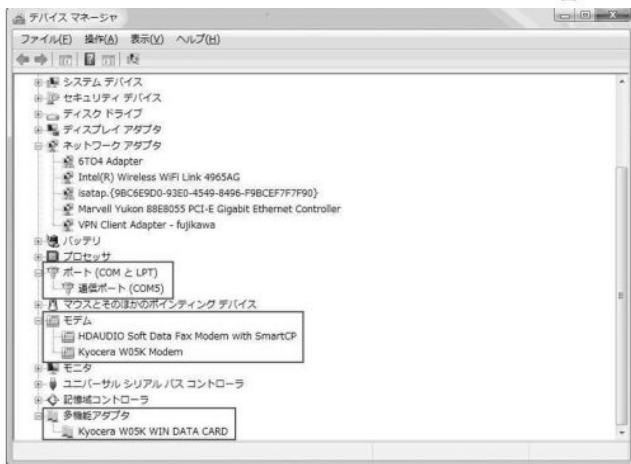 デバイス マネージャ
ファイル(F) 操作(A) 表示(V) ヘルプ(H)
システム デバイス
セキュリティ デバイス
ディスク ドライブ
ディスプレイ アダプタ
ネットワーク アダプタ
6TO4 Adapter
Intel(R) Wireless WiFi Link 4965AG
isatap.{9BC6E9D0-93E0-4549-8496-F9BCEF7F7F90}
Marvell Yukon 88E8055 PCI-E Gigabit Ethernet Controller
VPN Client Adapter - fujikawa
バッテリ
プロセッサ
ポート (COM と LPT)
通信ポート (COM5)
マウスとそのほかのポインティング デバイス
モデム
HDAUDIO Soft Data Fax Modem with SmartCP
Kyocera W05K Modem
モニタ
ユニバーサル シリアル バス コントローラ
記憶域コントローラ
多機能アダプタ
Kyocera W05K WIN DATA CARD